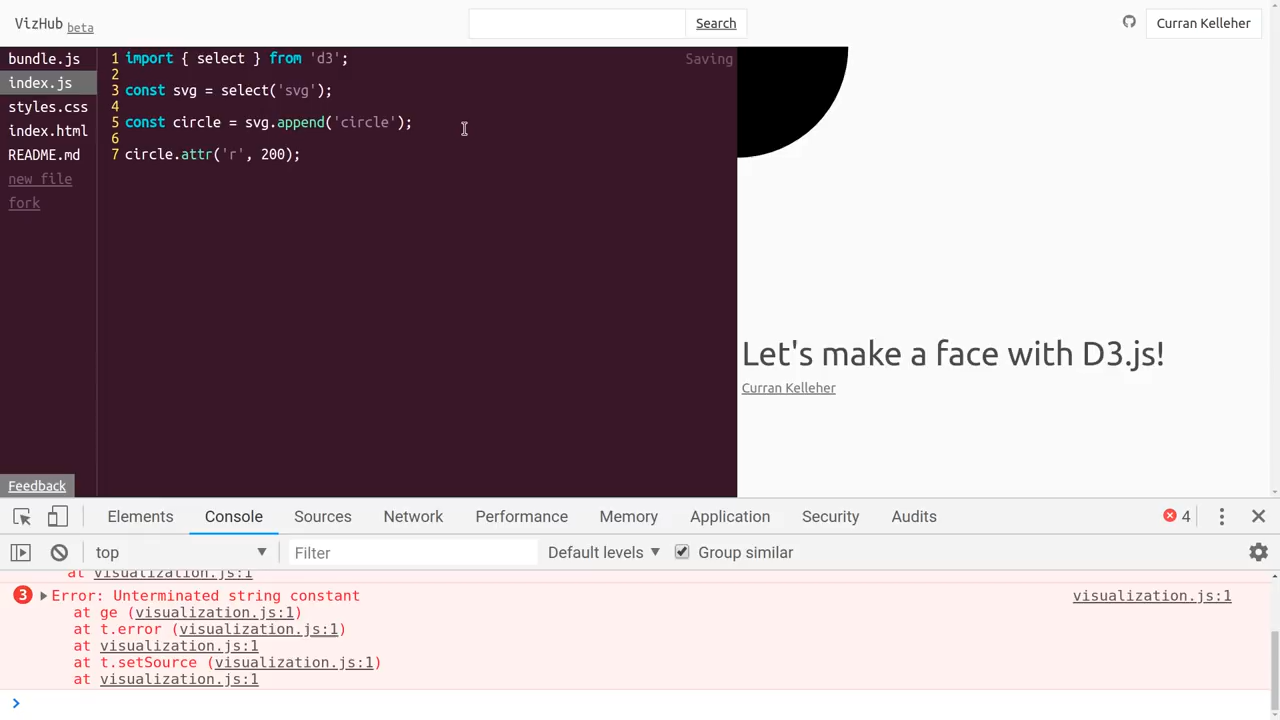 VizHub beta
Search
Curran Kelleher
bundle.js
index.js
styles.css
index.html
README.md
new file
fork
Feedback
1 import { select } from 'd3';
2
3 const svg = select('svg');
4
5 const circle = svg.append('circle');
6
7 circle.attr('r', 200);
Saving
Let's make a face with D3.js!
Curran Kelleher
Elements Console Sources Network Performance Memory Application Security Audits 4
top Filter Default levels Group similar
at visualization.js:1
3 Error: Unterminated string constant visualization.js:1
at ge (visualization.js:1)
at t.error (visualization.js:1)
at visualization.js:1
at t.setSource (visualization.js:1)
at visualization.js:1
>